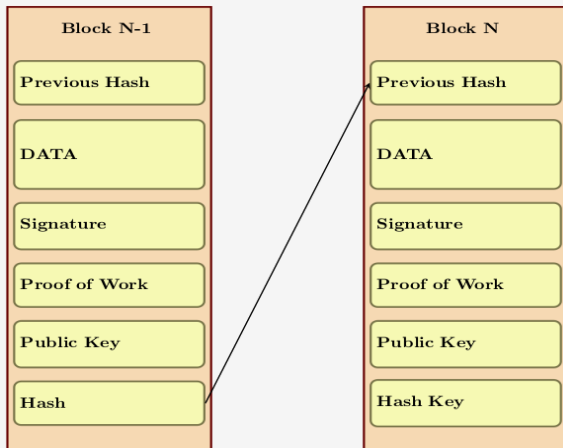 Block N-1
Previous Hash
DATA
Signature
Proof of Work
Public Key
Hash
Block N
Previous Hash
DATA
Signature
Proof of Work
Public Key
Hash Key